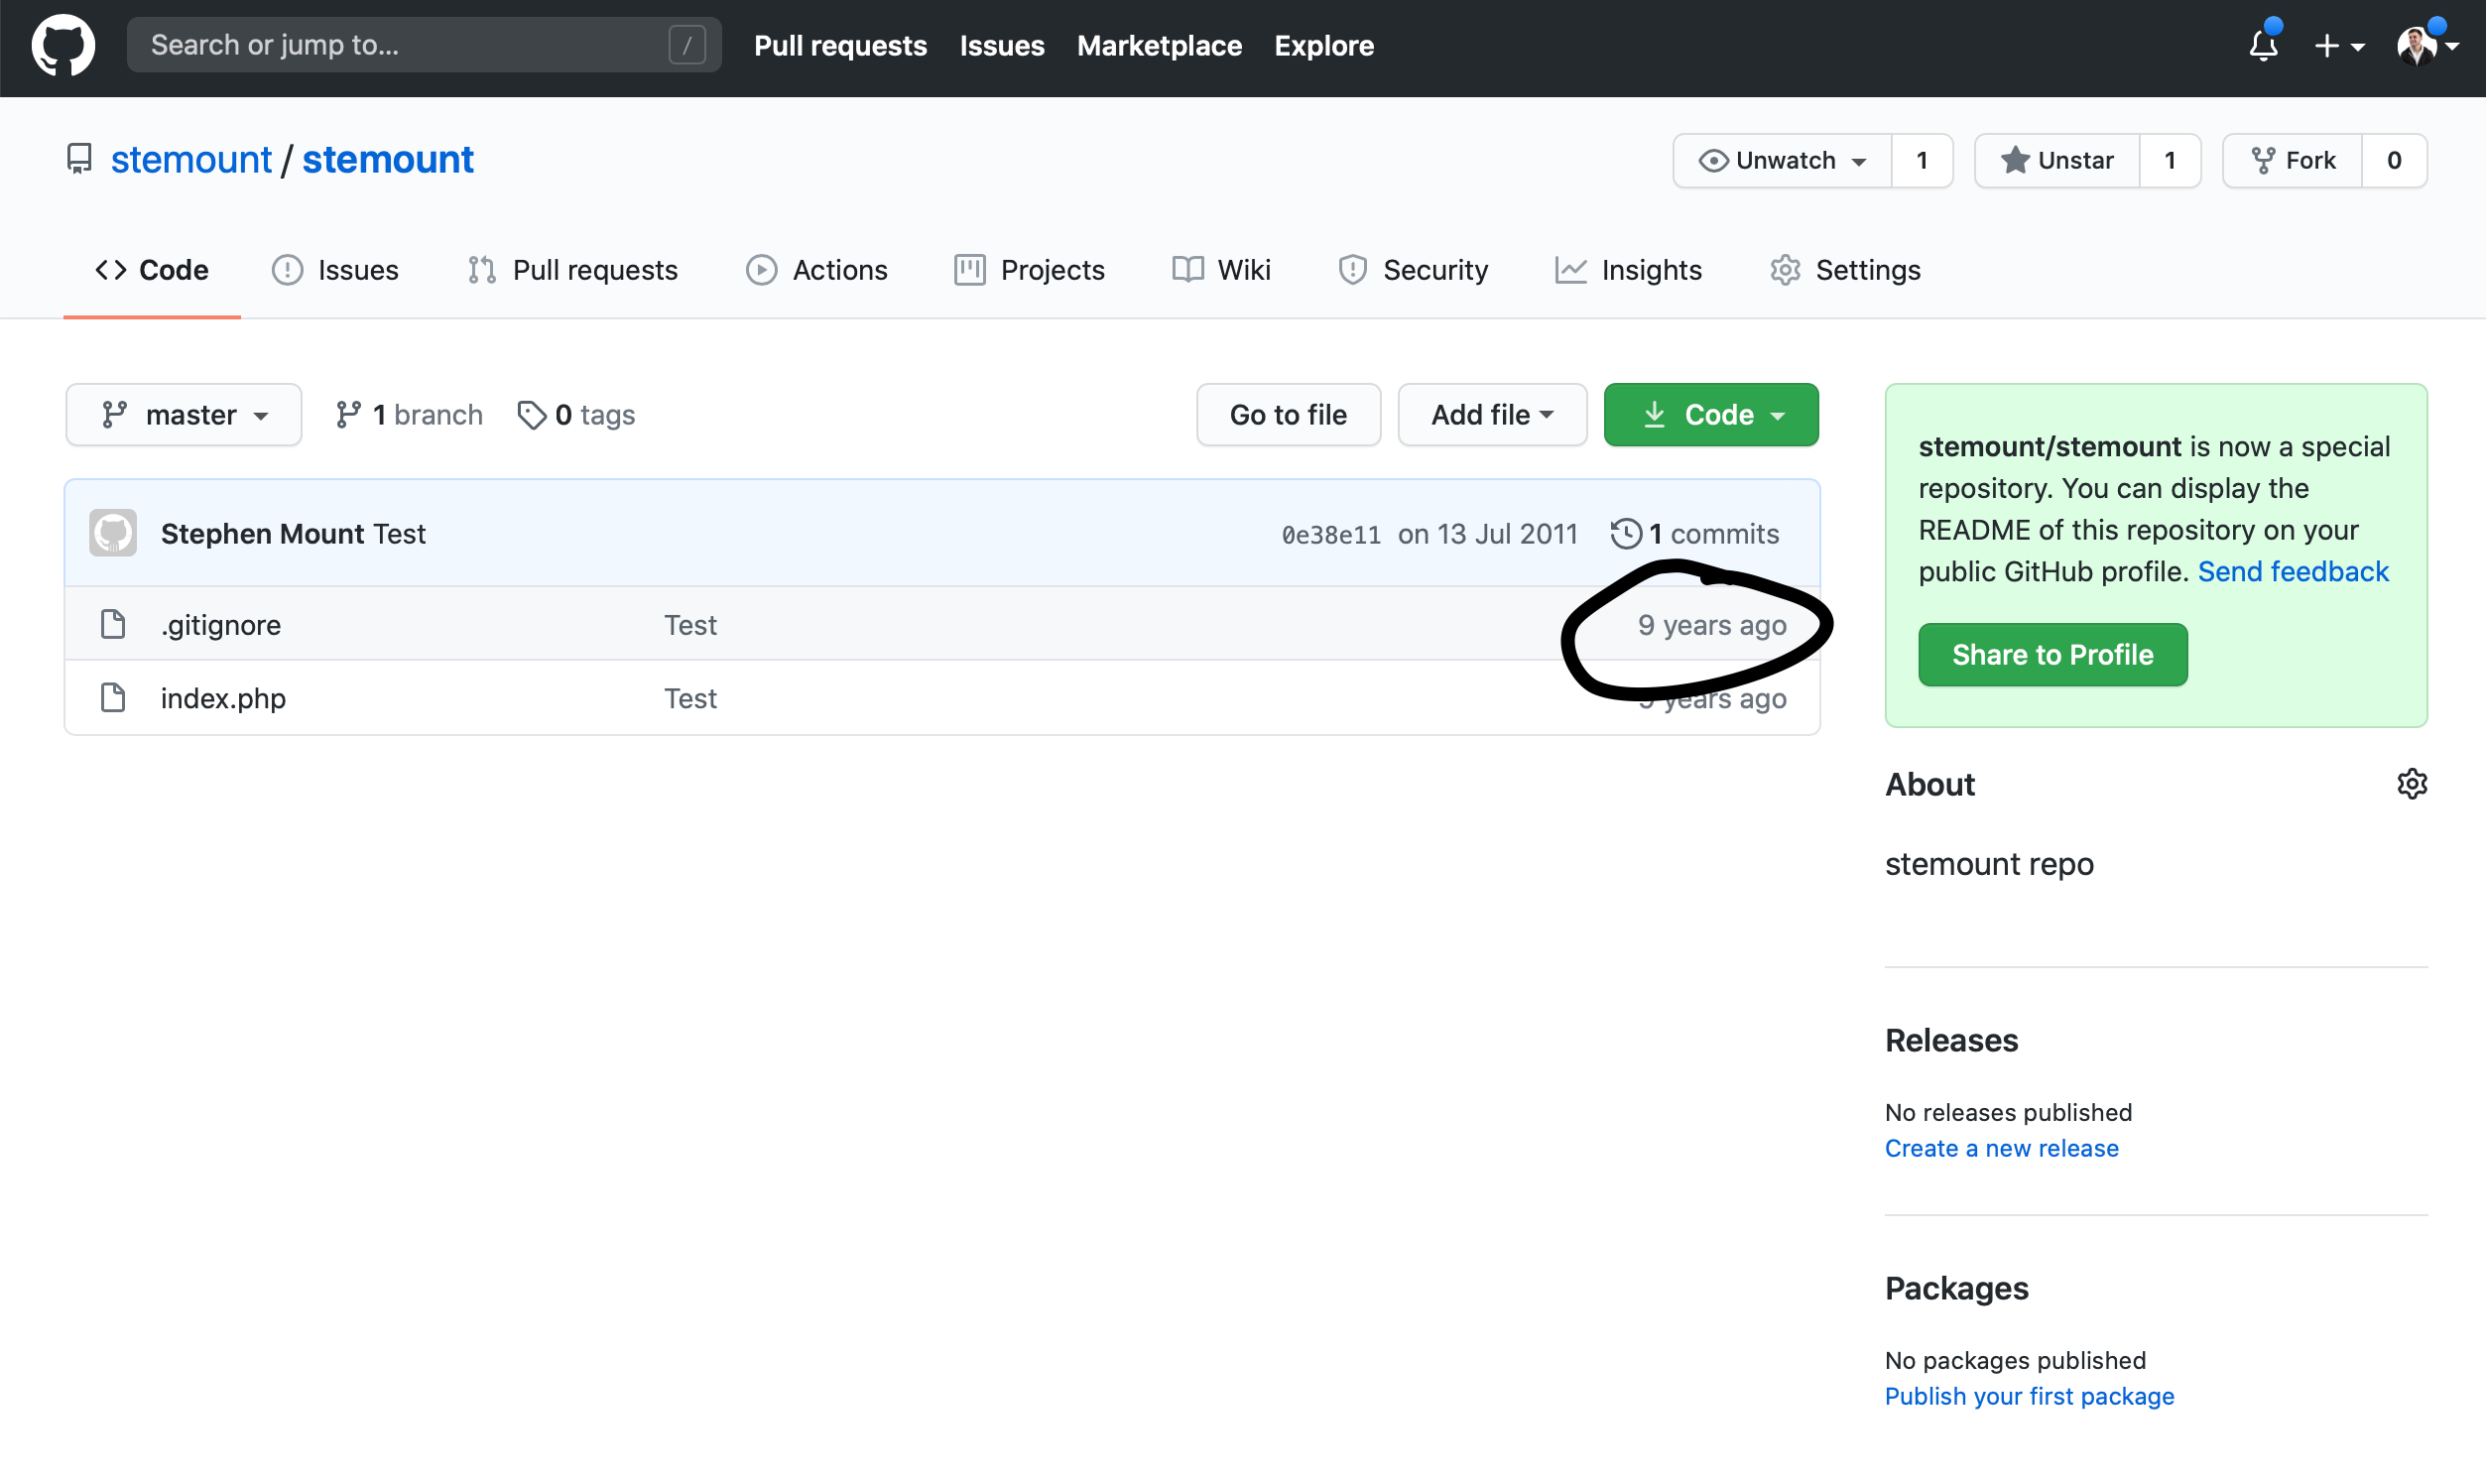 Search or jump to... / Pull requests Issues Marketplace Explore
stemount / stemount Unwatch 1 Unstar 1 Fork 0
Code Issues Pull requests Actions Projects Wiki Security Insights Settings
master 1 branch 0 tags Go to file Add file Code
Stephen Mount Test 0e38e11 on 13 Jul 2011 1 commits
.gitignore Test 9 years ago
index.php Test 9 years ago
stemount/stemount is now a special
repository. You can display the
README of this repository on your
public GitHub profile. Send feedback
Share to Profile
About
stemount repo
Releases
No releases published
Create a new release
Packages
No packages published
Publish your first package